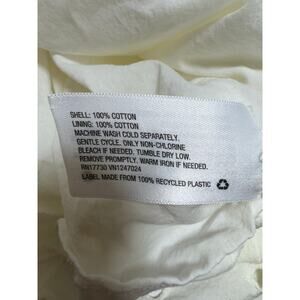 SHELL: 100% COTTON
LINING: 100% COTTON
MACHINE WASH COLD SEPARATELY.
GENTLE CYCLE. ONLY NON-CHLORINE
BLEACH IF NEEDED. TUMBLE DRY LOW.
REMOVE PROMPTLY. WARM IRON IF NEEDED.
RN17730 VN1247024
LABEL MADE FROM 100% RECYCLED PLASTIC